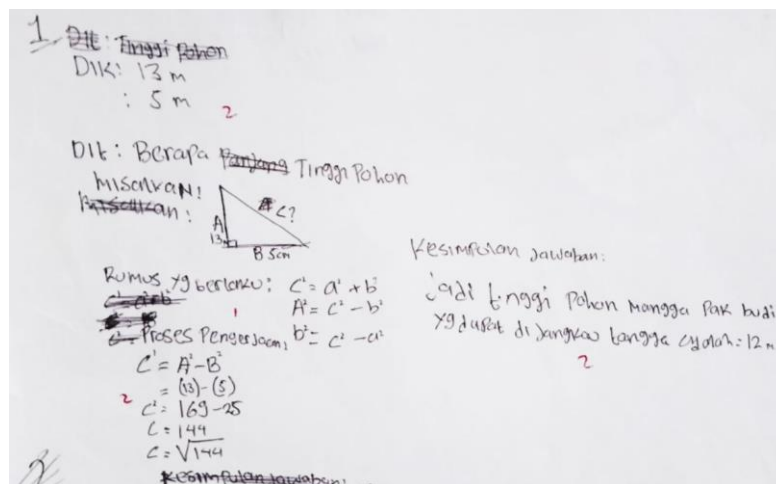 1 Dit: Tinggi Pohon
DIK: 13 m
: 5 m
2
Dit: Berapa Panjang Tinggi Pohon
Misalkan:
Misalkan:
A
13
C?
B 5cm
Rumus yg berlaku: C² = a² + b²
c² = a² + b
A² = c² - b²
1
Proses Pengerjaan: b² = c² - a²
C² = A² - B²
= (13) - (5)
2
C² = 169 - 25
C = 144
C = √144
Kesimpulan Jawaban:
Kesimpulan Jawaban:
Jadi tinggi Pohon Mangga Pak budi
yg dapat di Jangkau tangga adalah: 12 m
2
2